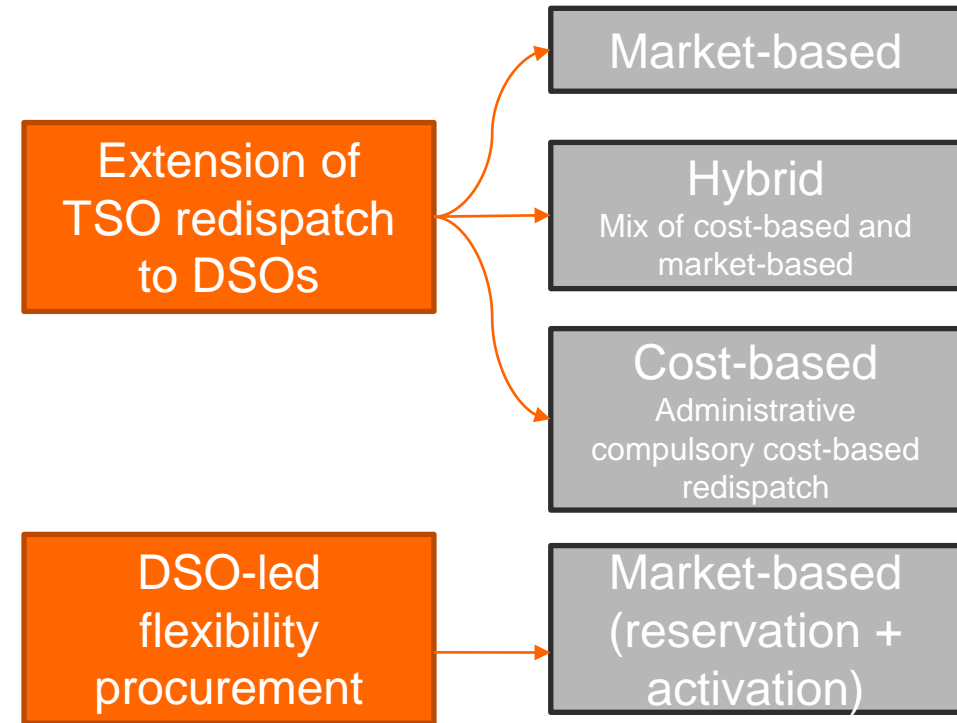 Extension of
TSO redispatch
to DSOs
Market-based
Hybrid
Mix of cost-based and
market-based
Cost-based
Administrative
compulsory cost-based
redispatch
DSO-led
flexibility
procurement
Market-based
(reservation +
activation)